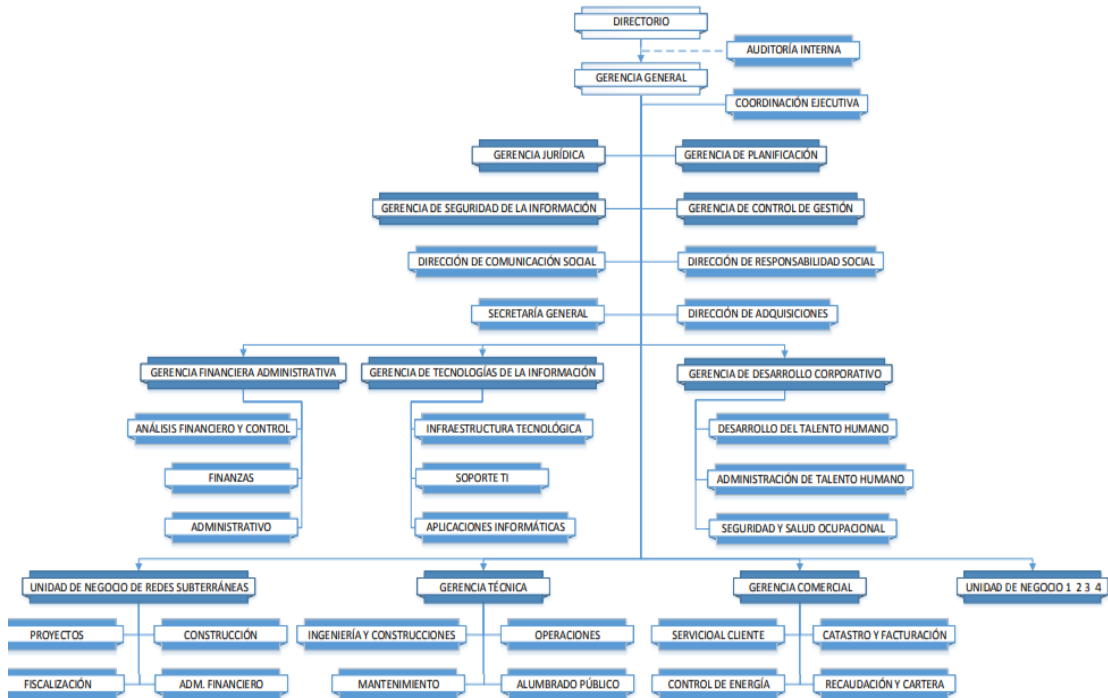 DIRECTORIO
AUDITORÍA INTERNA
GERENCIA GENERAL
COORDINACIÓN EJECUTIVA
GERENCIA JURÍDICA
GERENCIA DE PLANIFICACIÓN
GERENCIA DE SEGURIDAD DE LA INFORMACIÓN
GERENCIA DE CONTROL DE GESTIÓN
DIRECCIÓN DE COMUNICACIÓN SOCIAL
DIRECCIÓN DE RESPONSABILIDAD SOCIAL
SECRETARÍA GENERAL
DIRECCIÓN DE ADQUISICIONES
GERENCIA FINANCIERA ADMINISTRATIVA
GERENCIA DE TECNOLOGÍAS DE LA INFORMACIÓN
GERENCIA DE DESARROLLO CORPORATIVO
ANÁLISIS FINANCIERO Y CONTROL
INFRAESTRUCTURA TECNOLÓGICA
DESARROLLO DEL TALENTO HUMANO
FINANZAS
SOPORTE TI
ADMINISTRACIÓN DE TALENTO HUMANO
ADMINISTRATIVO
APLICACIONES INFORMÁTICAS
SEGURIDAD Y SALUD OCUPACIONAL
UNIDAD DE NEGOCIO DE REDES SUBTERRÁNEAS
GERENCIA TÉCNICA
GERENCIA COMERCIAL
UNIDAD DE NEGOCIO 1 2 3 4
PROYECTOS
CONSTRUCCIÓN
INGENIERÍA Y CONSTRUCCIONES
OPERACIONES
SERVICIOAL CLIENTE
CATASTRO Y FACTURACIÓN
FISCALIZACIÓN
ADM. FINANCIERO
MANTENIMIENTO
ALUMBRADO PÚBLICO
CONTROL DE ENERGÍA
RECAUDACIÓN Y CARTERA